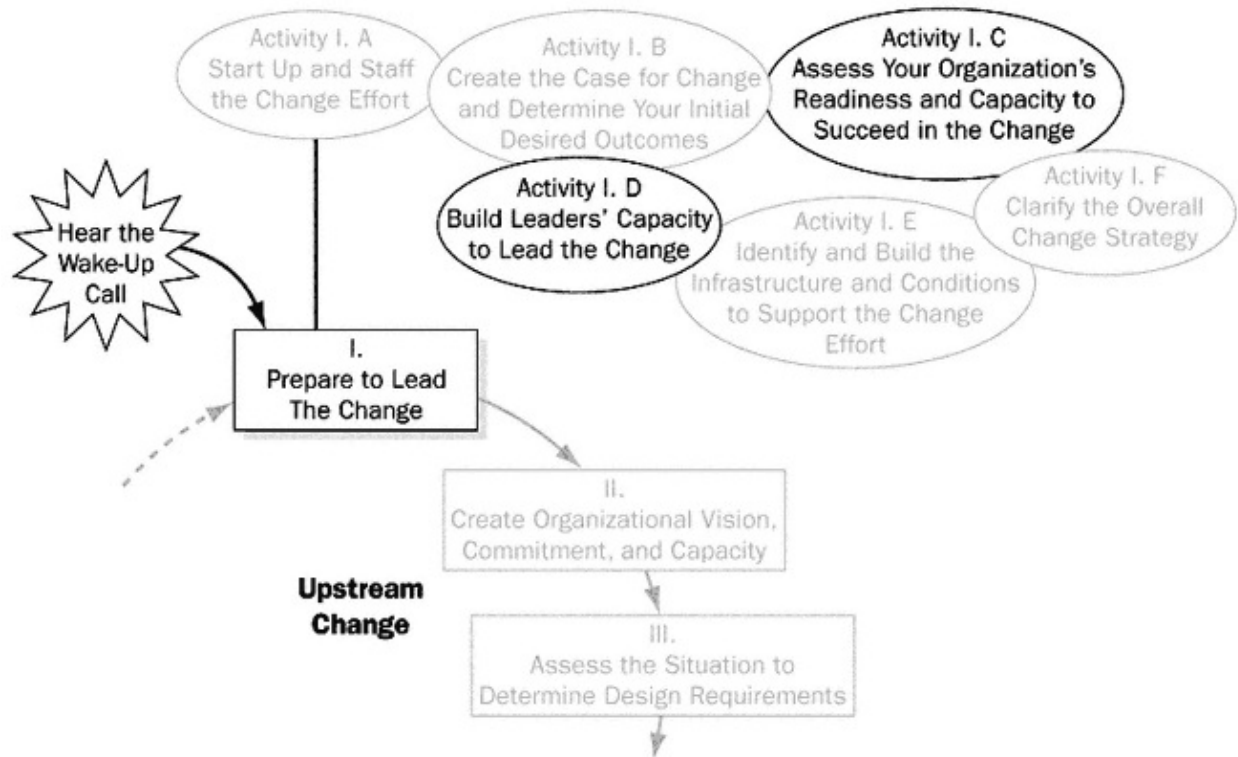 Activity I. A
Start Up and Staff
the Change Effort
Activity I. B
Create the Case for Change
and Determine Your Initial
Desired Outcomes
Activity I. C
Assess Your Organization's
Readiness and Capacity to
Succeed in the Change
Activity I. D
Build Leaders' Capacity
to Lead the Change
Activity I. E
Identify and Build the
Infrastructure and Conditions
to Support the Change
Effort
Activity I. F
Clarify the Overall
Change Strategy
Hear the
Wake-Up
Call
I.
Prepare to Lead
The Change
II.
Create Organizational Vision,
Commitment, and Capacity
Upstream
Change
III.
Assess the Situation to
Determine Design Requirements